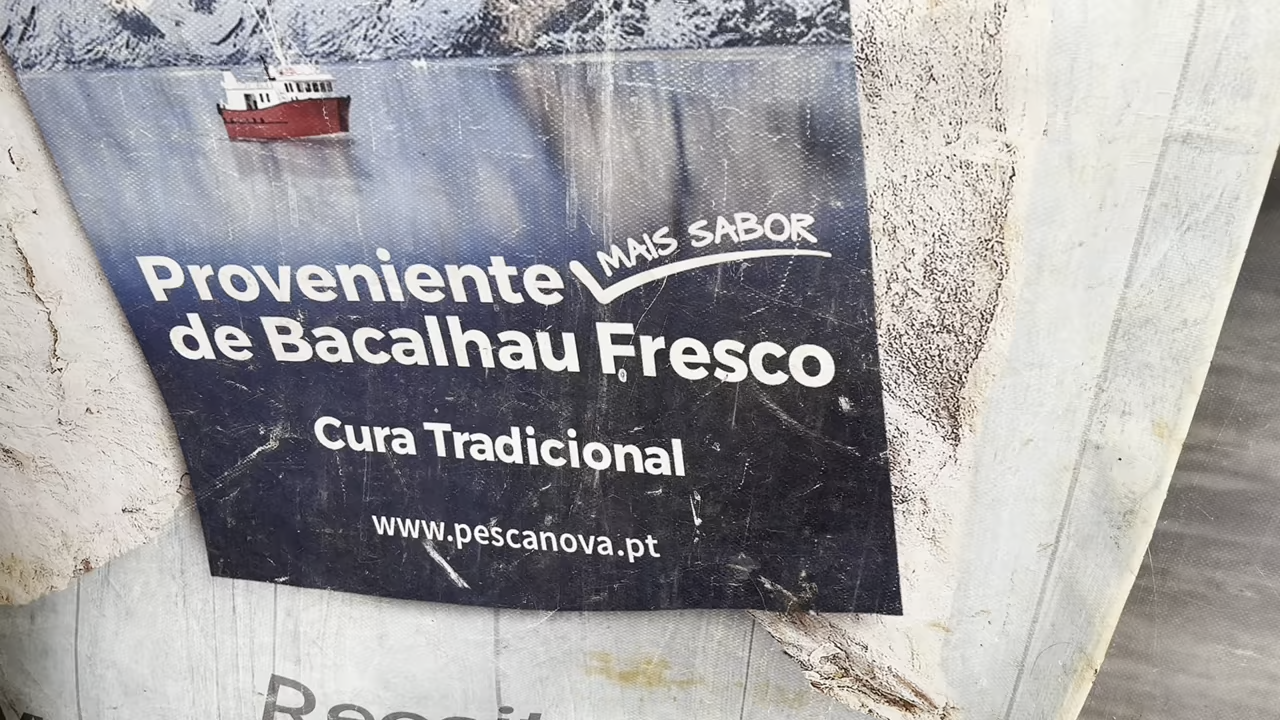 MAIS SABOR
Proveniente
de Bacalhau Fresco
Cura Tradicional
www.pescanova.pt